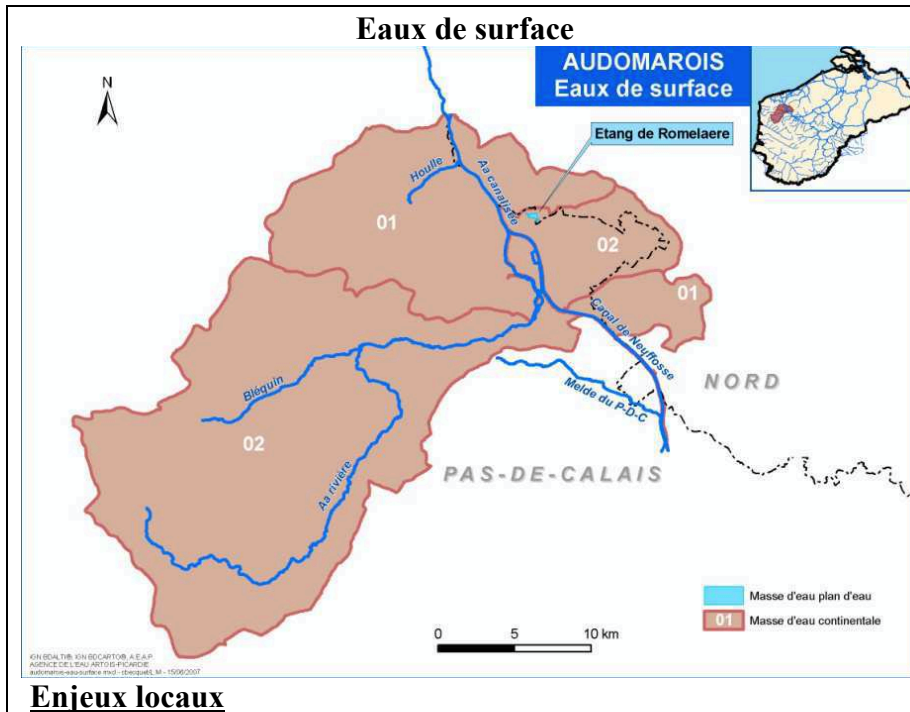 Eaux de surface
AUDOMAROIS
Eaux de surface
N
Etang de Romelaere
Houlle
Aa canalisée
01
02
01
Canal de Neuffosse
NORD
Bléquin
Melde du P-D-C
02
Aa rivière
PAS-DE-CALAIS
Masse d'eau plan d'eau
01 Masse d'eau continentale
0 5 10 km
IGN BDALTI®, IGN BDCARTO®, A.E.A.P.
AGENCE DE L'EAU ARTOIS-PICARDIE
Enjeux locaux